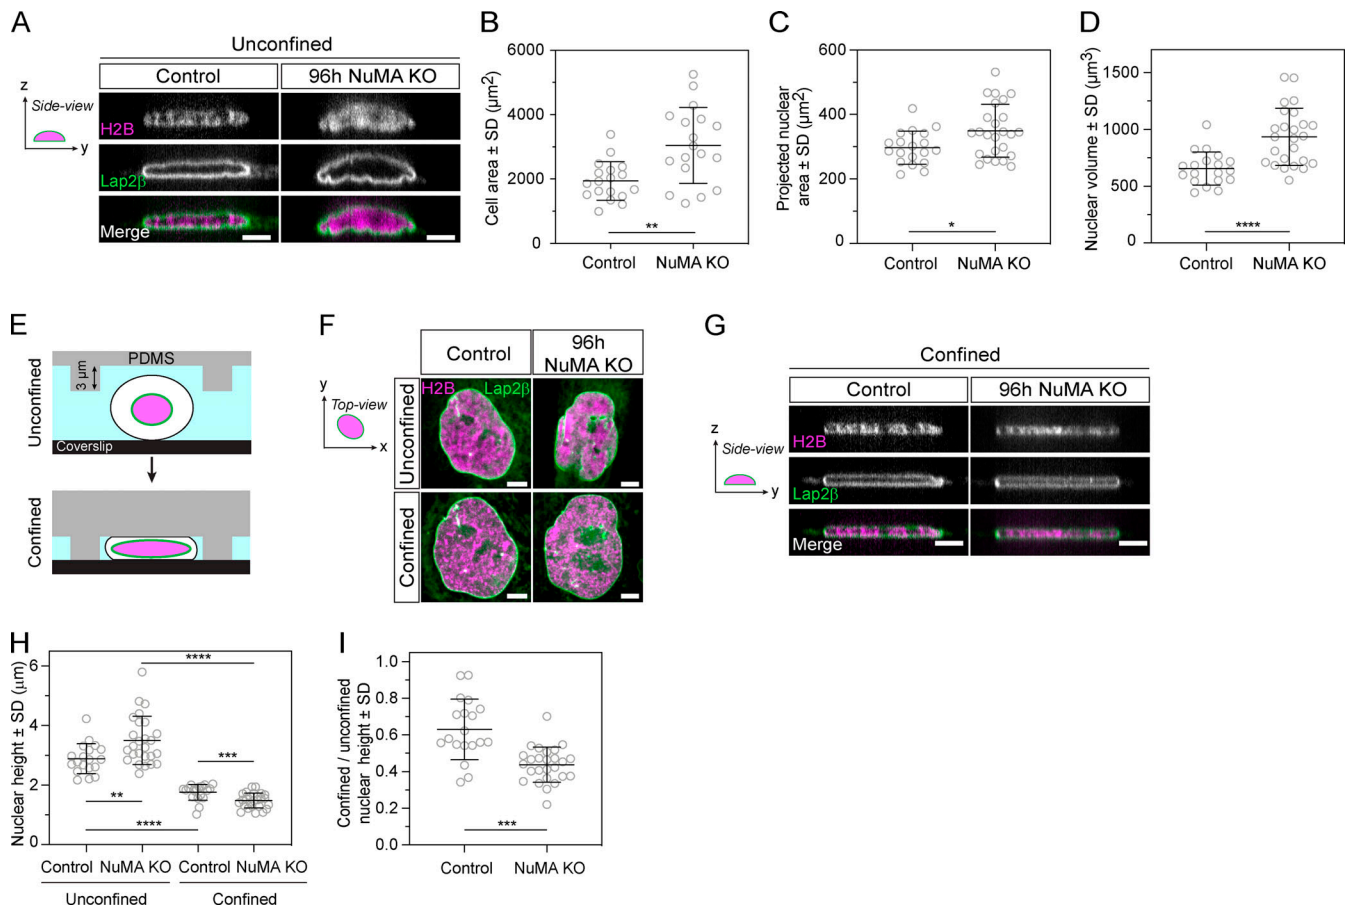 A
Unconfined
Control 96h NuMA KO
z
Side-view
y
H2B
Lap2β
Merge
B
Cell area ± SD (µm²)
6000
4000
2000
0
**
Control NuMA KO
C
Projected nuclear
area ± SD (µm²)
600
400
200
0
*
Control NuMA KO
D
Nuclear volume ± SD (µm³)
1500
1000
500
0
****
Control NuMA KO
E
Unconfined
PDMS
3 µm
Coverslip
Confined
F
Control 96h
NuMA KO
y
Top-view
x
Unconfined
H2B Lap2β
Confined
G
Confined
Control 96h NuMA KO
z
Side-view
y
H2B
Lap2β
Merge
H
Nuclear height ± SD (µm)
6
4
2
0
****
***
**
****
Control NuMA KO Control NuMA KO
Unconfined Confined
I
Confined / unconfined
nuclear height ± SD
1.0
0.8
0.6
0.4
0.2
0.0
***
Control NuMA KO